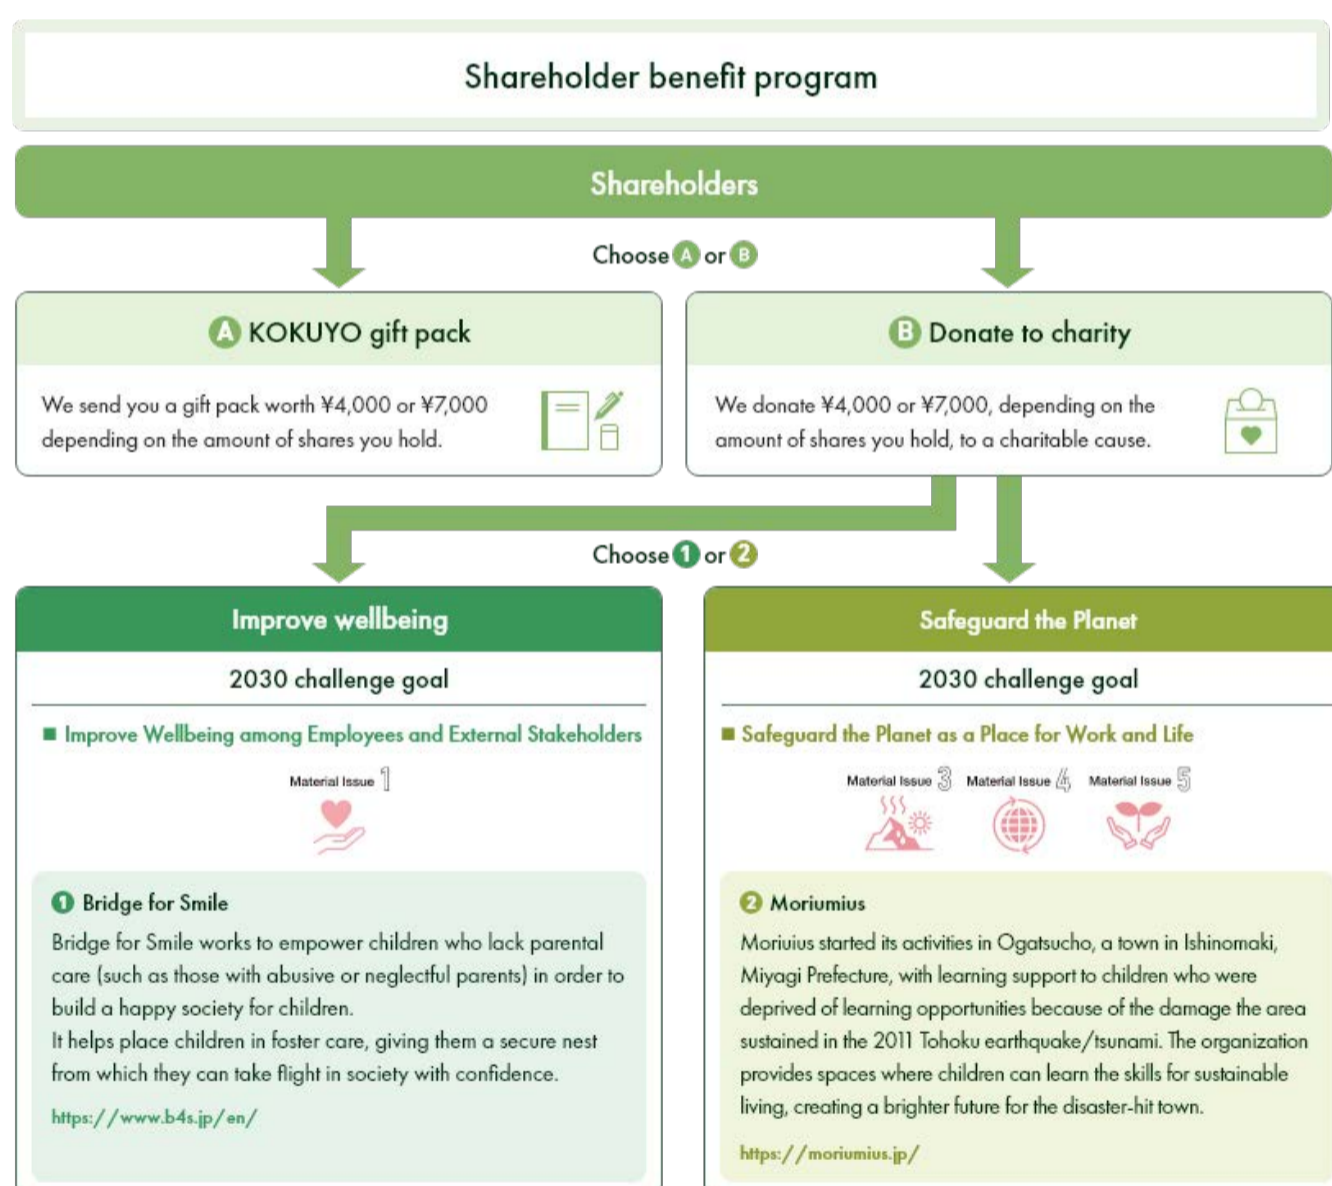 Shareholder benefit program
Shareholders
Choose A or B
A KOKUYO gift pack
We send you a gift pack worth ¥4,000 or ¥7,000
depending on the amount of shares you hold.
B Donate to charity
We donate ¥4,000 or ¥7,000, depending on the
amount of shares you hold, to a charitable cause.
Choose 1 or 2
Improve wellbeing
2030 challenge goal
■ Improve Wellbeing among Employees and External Stakeholders
Material Issue 1
1 Bridge for Smile
Bridge for Smile works to empower children who lack parental
care (such as those with abusive or neglectful parents) in order to
build a happy society for children.
It helps place children in foster care, giving them a secure nest
from which they can take flight in society with confidence.
https://www.b4s.jp/en/
Safeguard the Planet
2030 challenge goal
■ Safeguard the Planet as a Place for Work and Life
Material Issue 3 Material Issue 4 Material Issue 5
2 Moriumius
Moriuius started its activities in Ogatsucho, a town in Ishinomaki,
Miyagi Prefecture, with learning support to children who were
deprived of learning opportunities because of the damage the area
sustained in the 2011 Tohoku earthquake/tsunami. The organization
provides spaces where children can learn the skills for sustainable
living, creating a brighter future for the disaster-hit town.
https://moriumius.jp/